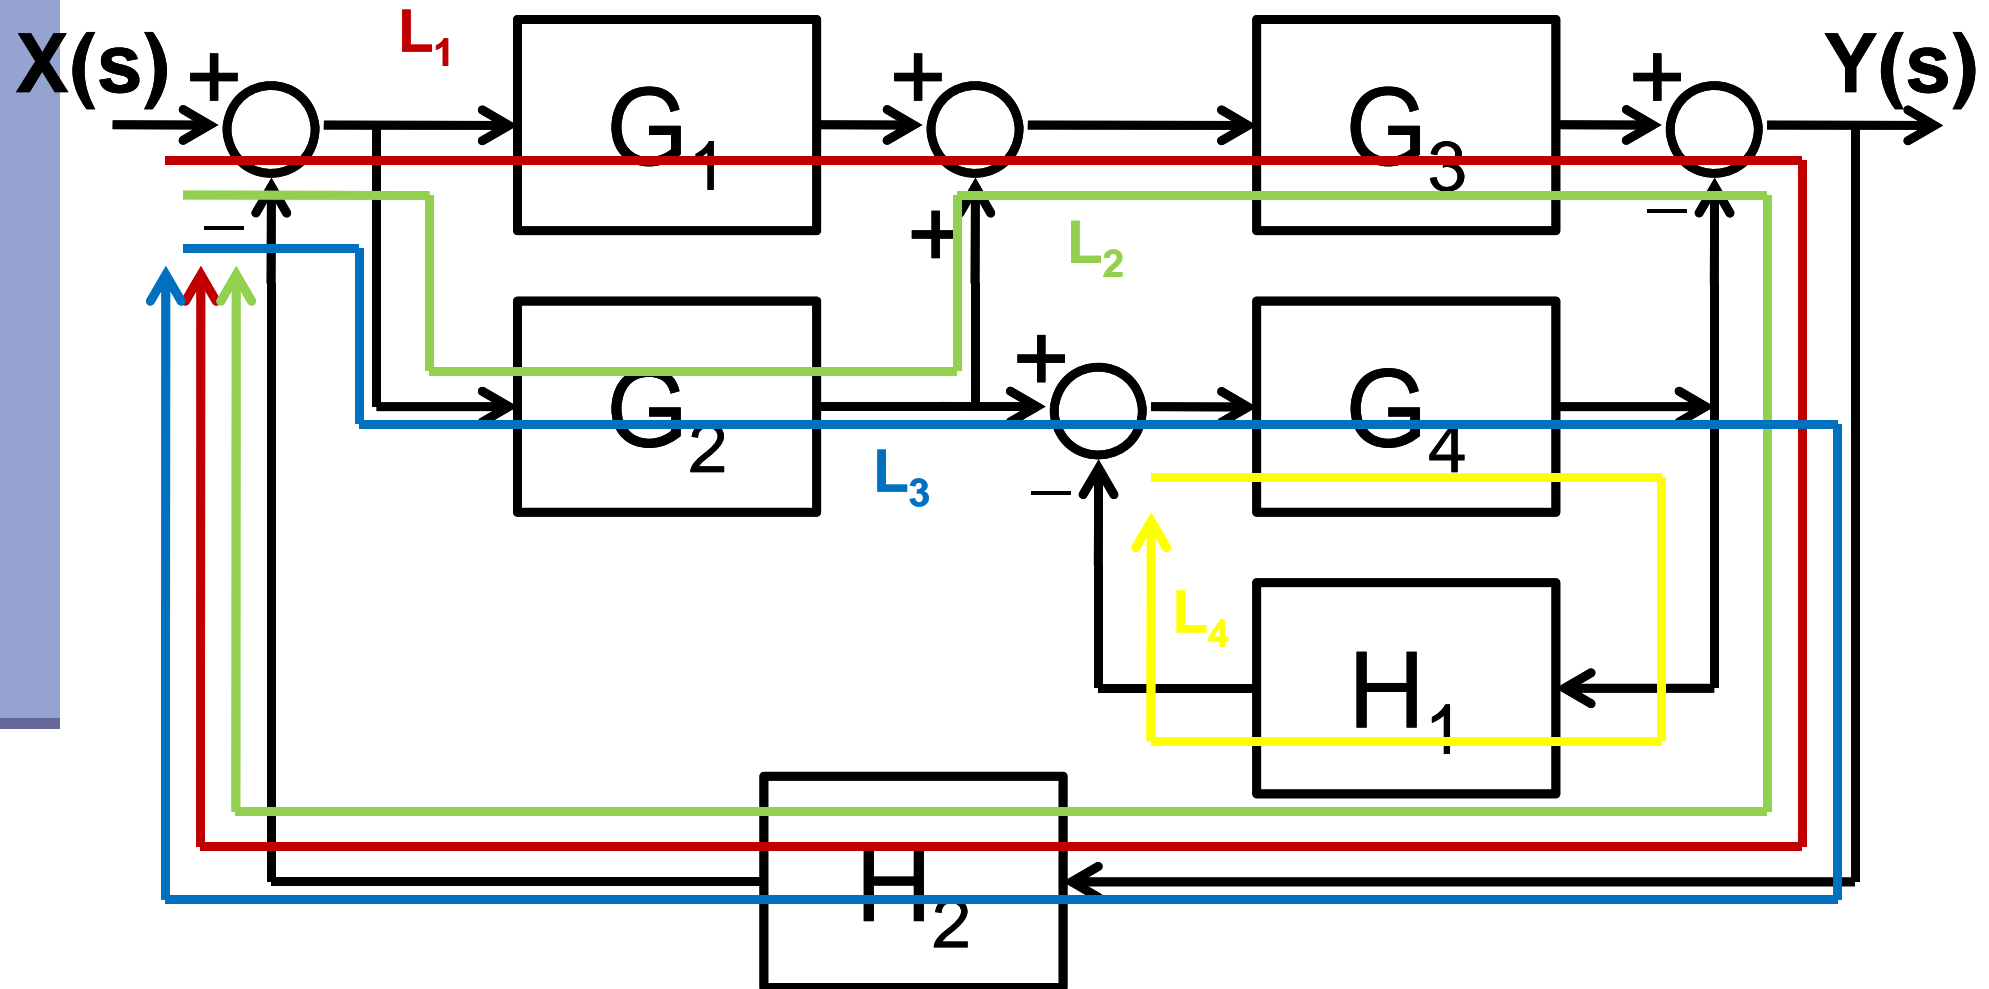 L1
X(s) + G1 + G3 + Y(s)
– + L2 –
G2 + G4
L3 –
L4
H1
H2